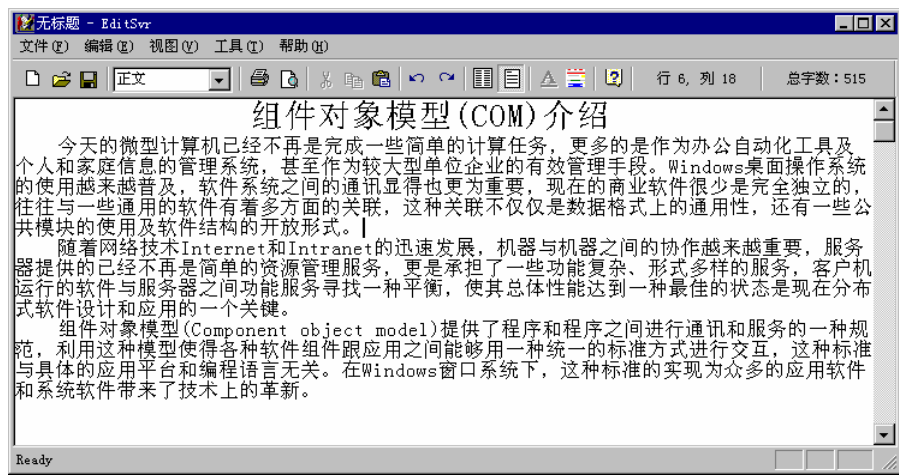 无标题 - EditSvr
文件(F) 编辑(E) 视图(V) 工具(T) 帮助(H)
正文 行 6, 列 18 总字数：515
组件对象模型(COM)介绍
今天的微型计算机已经不再是完成一些简单的计算任务，更多的是作为办公自动化工具及
个人和家庭信息的管理系统，甚至作为较大型单位企业的有效管理手段。Windows桌面操作系统
的使用越来越普及，软件系统之间的通讯显得也更为重要，现在的商业软件很少是完全独立的，
往往与一些通用的软件有着多方面的关联，这种关联不仅仅是数据格式上的通用性，还有一些公
共模块的使用及软件结构的开放形式。
随着网络技术Internet和Intranet的迅速发展，机器与机器之间的协作越来越重要，服务
器提供的已经不再是简单的资源管理服务，更是承担了一些功能复杂、形式多样的服务，客户机
运行的软件与服务器之间功能服务寻找一种平衡，使其总体性能达到一种最佳的状态是现在分布
式软件设计和应用的一个关键。
组件对象模型(Component object model)提供了程序和程序之间进行通讯和服务的一种规
范，利用这种模型使得各种软件组件跟应用之间能够用一种统一的标准方式进行交互，这种标准
与具体的应用平台和编程语言无关。在Windows窗口系统下，这种标准的实现为众多的应用软件
和系统软件带来了技术上的革新。
Ready